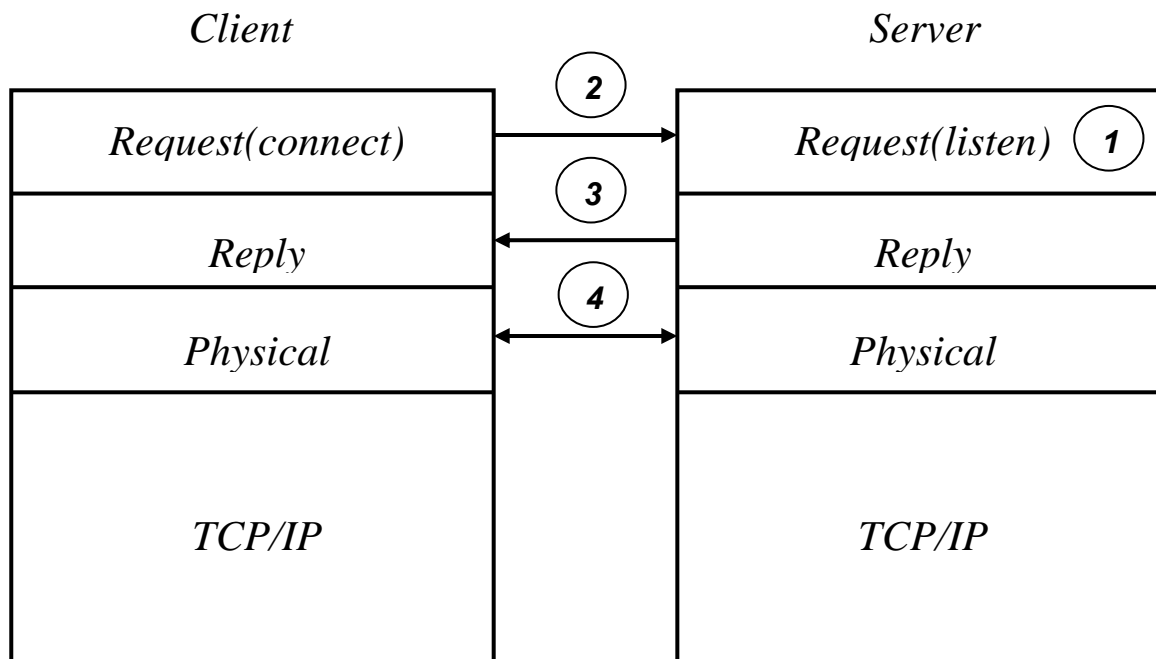 Client Server
2
Request(connect) Request(listen) 1
3
Reply Reply
4
Physical Physical
TCP/IP TCP/IP